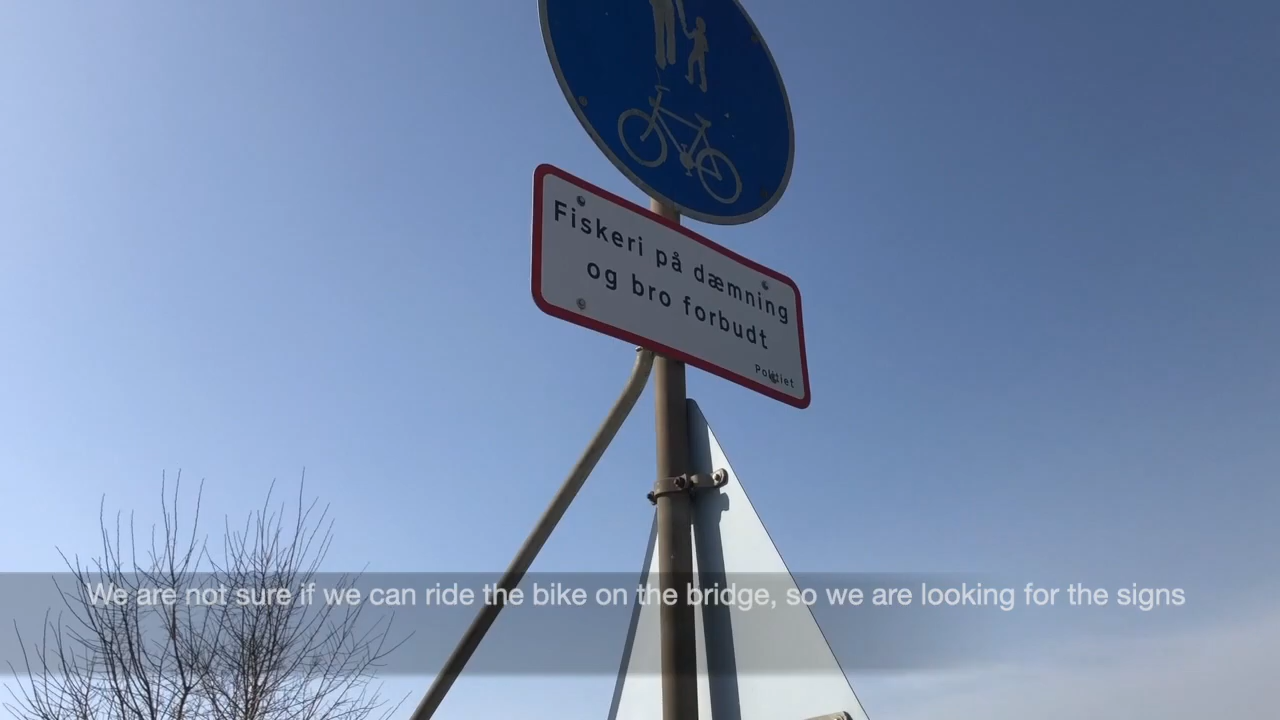 Fiskeri på dæmning
og bro forbudt
Politiet
We are not sure if we can ride the bike on the bridge, so we are looking for the signs